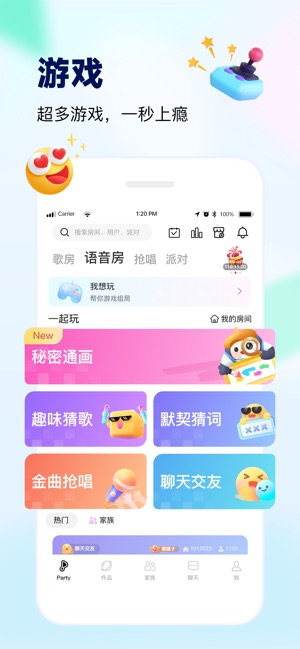 游戏
超多游戏，一秒上瘾
Carrier 1:20 PM 100%
搜索房间，用户，派对
歌房 语音房 抢唱 派对
我想玩
帮你游戏组局
一起玩 我的房间
New
秘密通画
趣味猜歌 默契猜词
金曲抢唱 聊天交友
热门 家族
聊天交友
Party 作品 家族 聊天 我